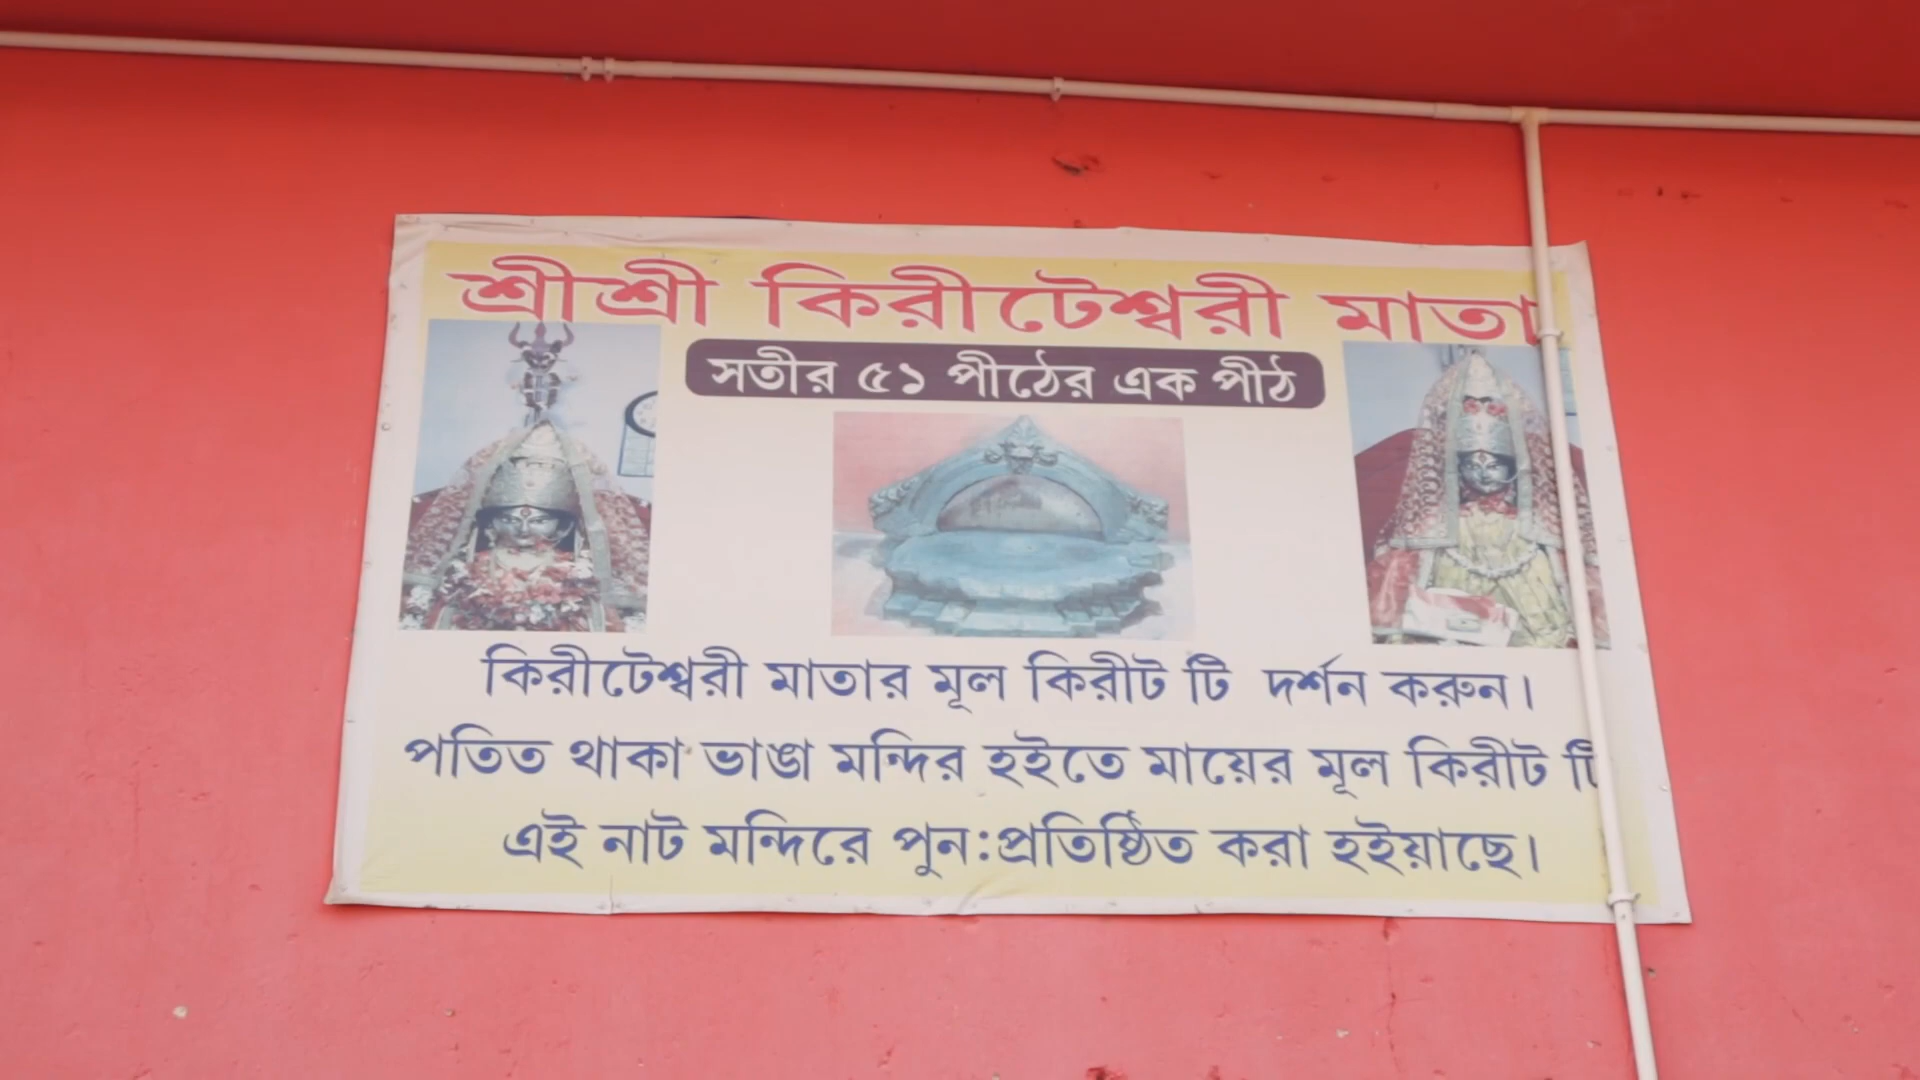 শ্রীশ্রী কিরীটেশ্বরী মাতা
সতীর ৫১ পীঠের এক পীঠ
কিরীটেশ্বরী মাতার মূল কিরীট টি দর্শন করুন।
পতিত থাকা ভাঙা মন্দির হইতে মায়ের মূল কিরীট টি
এই নাট মন্দিরে পুন:প্রতিষ্ঠিত করা হইয়াছে।